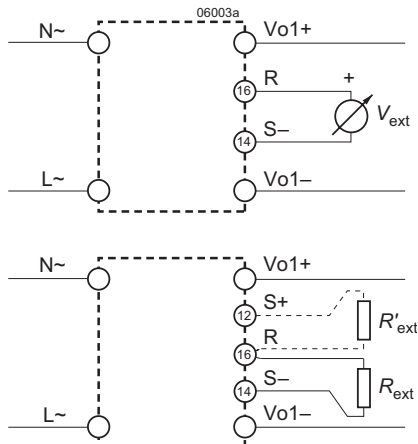 06003a
N~
Vo1+
R
+
16
Vext
S–
14
L~
Vo1–
N~
Vo1+
S+
12
R'ext
R
16
S–
14
Rext
L~
Vo1–